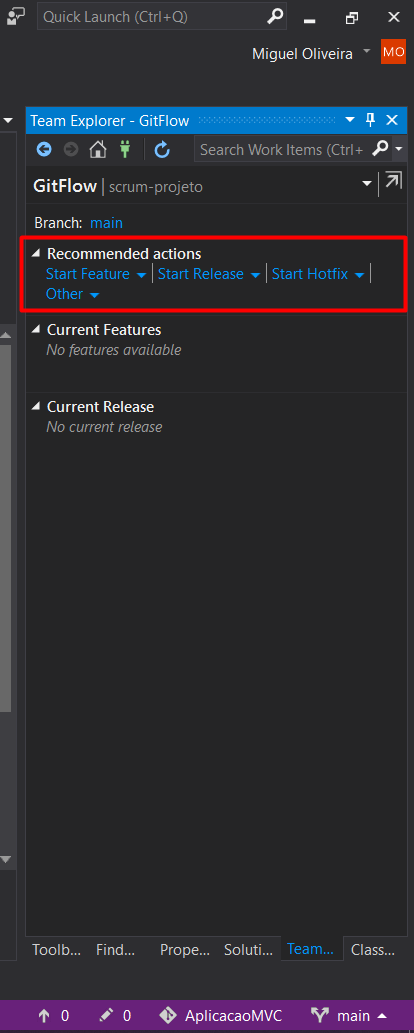 Quick Launch (Ctrl+Q)
Miguel Oliveira MO
Team Explorer - GitFlow
Search Work Items (Ctrl+
GitFlow | scrum-projeto
Branch: main
Recommended actions
Start Feature | Start Release | Start Hotfix |
Other
Current Features
No features available
Current Release
No current release
Toolb... Find... Prope... Soluti... Team... Class...
0 0 AplicacaoMVC main